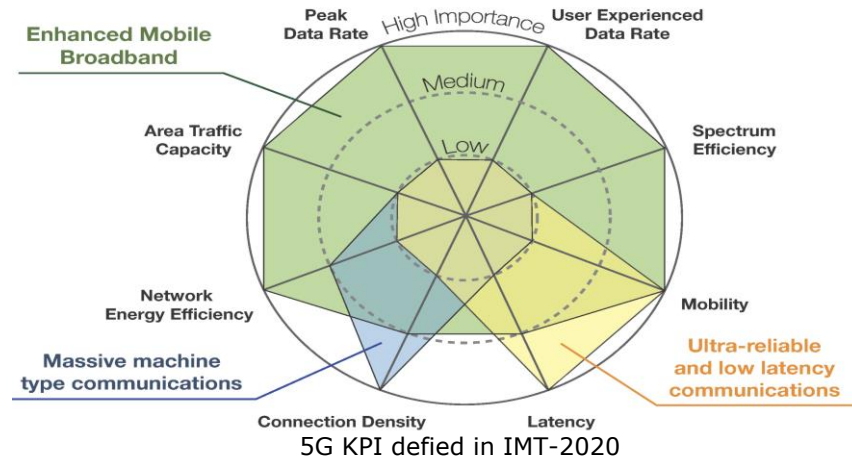 Peak
Data Rate
High Importance
User Experienced
Data Rate
Enhanced Mobile
Broadband
Medium
Area Traffic
Capacity
Low
Spectrum
Efficiency
Network
Energy Efficiency
Mobility
Massive machine
type communications
Ultra-reliable
and low latency
communications
Connection Density
Latency
5G KPI defied in IMT-2020